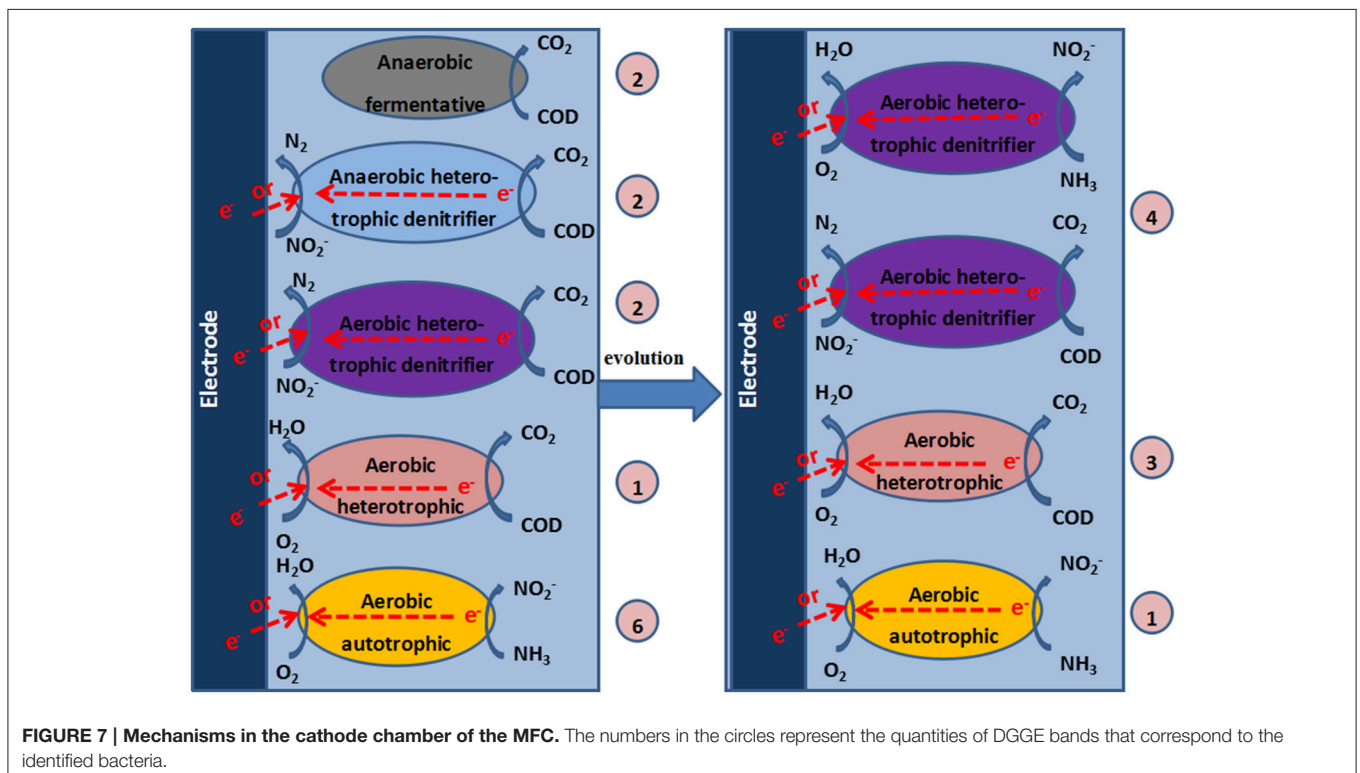 Electrode
Anaerobic
fermentative
CO₂
COD
2
N₂
Anaerobic hetero-
trophic denitrifier
e⁻
or
e⁻
NO₂⁻
CO₂
COD
2
N₂
Aerobic hetero-
trophic denitrifier
e⁻
or
e⁻
NO₂⁻
CO₂
COD
2
H₂O
Aerobic
heterotrophic
e⁻
or
e⁻
O₂
CO₂
COD
1
H₂O
Aerobic
autotrophic
e⁻
or
e⁻
O₂
NO₂⁻
NH₃
6
evolution
Electrode
H₂O
Aerobic hetero-
trophic denitrifier
e⁻
or
e⁻
O₂
NO₂⁻
NH₃
N₂
Aerobic hetero-
trophic denitrifier
e⁻
or
e⁻
NO₂⁻
CO₂
COD
4
H₂O
Aerobic
heterotrophic
e⁻
or
e⁻
O₂
CO₂
COD
3
H₂O
Aerobic
autotrophic
e⁻
or
e⁻
O₂
NO₂⁻
NH₃
1
FIGURE 7 | Mechanisms in the cathode chamber of the MFC. The numbers in the circles represent the quantities of DGGE bands that correspond to the
identified bacteria.